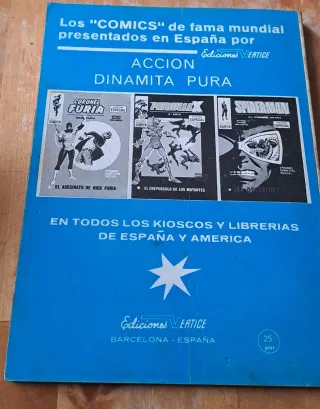 Los "COMICS" de fama mundial
presentados en España por
Ediciones VERTICE
ACCION
DINAMITA PURA
CORONEL
FURIA
EL ASESINATO DE NICK FURIA
PATRULLA X
EL CREPUSCULO DE LOS MUTANTES
SPIDERMAN
EN TODOS LOS KIOSCOS Y LIBRERIAS
DE ESPAÑA Y AMERICA
Ediciones VERTICE
BARCELONA - ESPAÑA
25
ptas